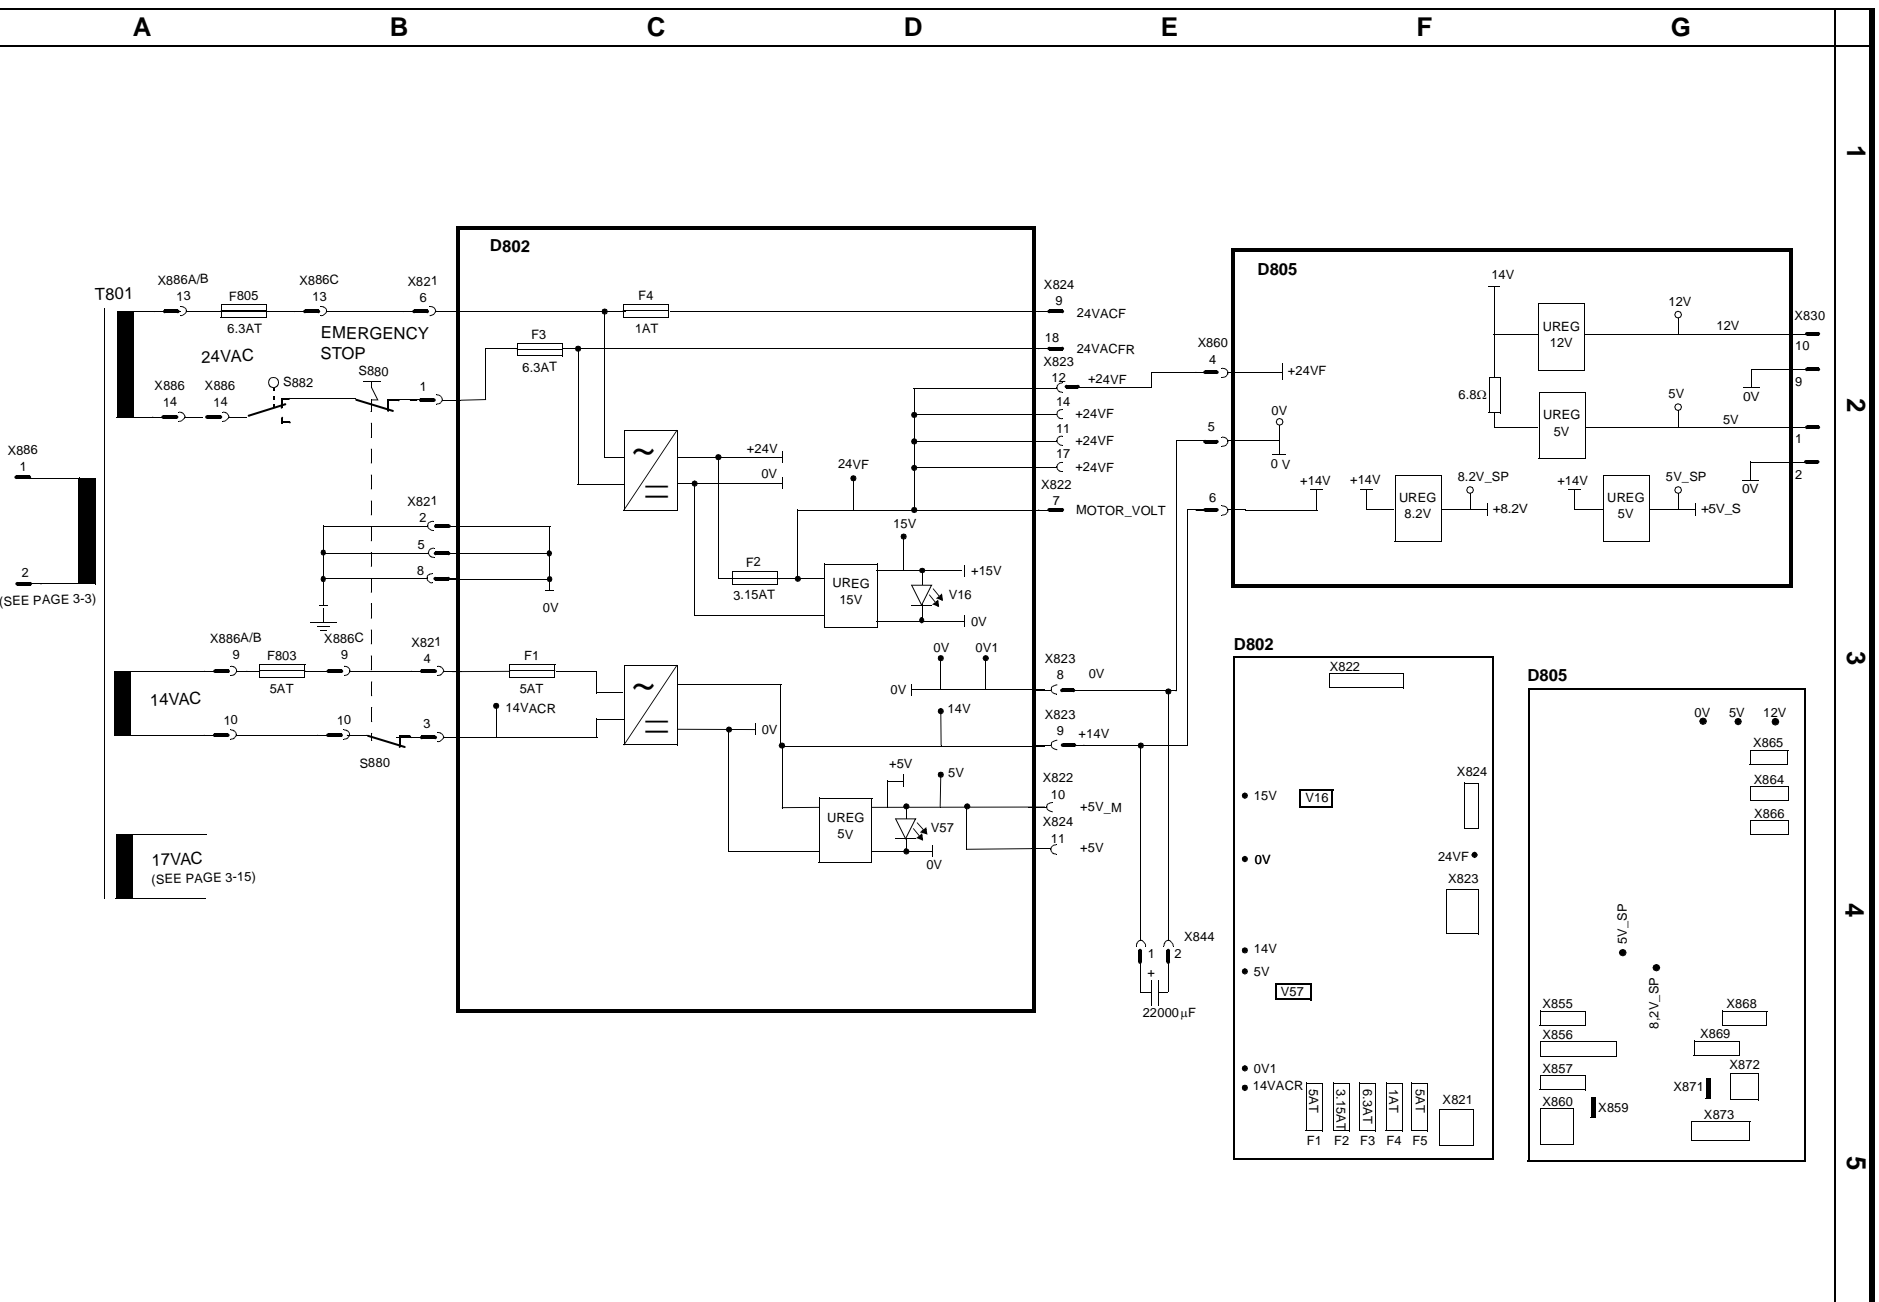 A B C D E F G
1
2
3
4
5
T801
X886A/B
13
F805
6.3AT
X886C
13
X821
6
24VAC
EMERGENCY
STOP
S880
X886
14
X886
14
S882
1
X886
1
2
(SEE PAGE 3-3)
X821
2
5
8
0V
X886A/B
9
F803
5AT
X886C
9
X821
4
14VAC
10
10
3
S880
17VAC
(SEE PAGE 3-15)
D802
F4
1AT
F3
6.3AT
~
+24V
0V
24VF
15V
F2
3.15AT
UREG
15V
+15V
V16
0V
F1
5AT
14VACR
~
0V
0V
0V1
0V
14V
+5V
5V
UREG
5V
V57
0V
X824
9
24VACF
18
24VACFR
X823
12
+24VF
14
+24VF
11
+24VF
17
+24VF
X822
7
MOTOR_VOLT
X823
8
0V
X823
9
+14V
X822
10
+5V_M
X824
11
+5V
X844
1
2
+
22000µF
X860
4
5
6
D805
+24VF
0V
0 V
+14V
14V
UREG
12V
12V
12V
X830
10
9
0V
6.8Ω
UREG
5V
5V
5V
1
2
0V
+14V
UREG
8.2V
8.2V_SP
+8.2V
+14V
UREG
5V
5V_SP
+5V_S
D802
X822
X824
15V
V16
0V
24VF
X823
14V
5V
V57
0V1
14VACR
5AT
3.15AT
6.3AT
1AT
5AT
F1 F2 F3 F4 F5
X821
D805
0V 5V 12V
X865
X864
X866
5V_SP
8,2V_SP
X855
X856
X857
X860
X859
X868
X869
X872
X871
X873